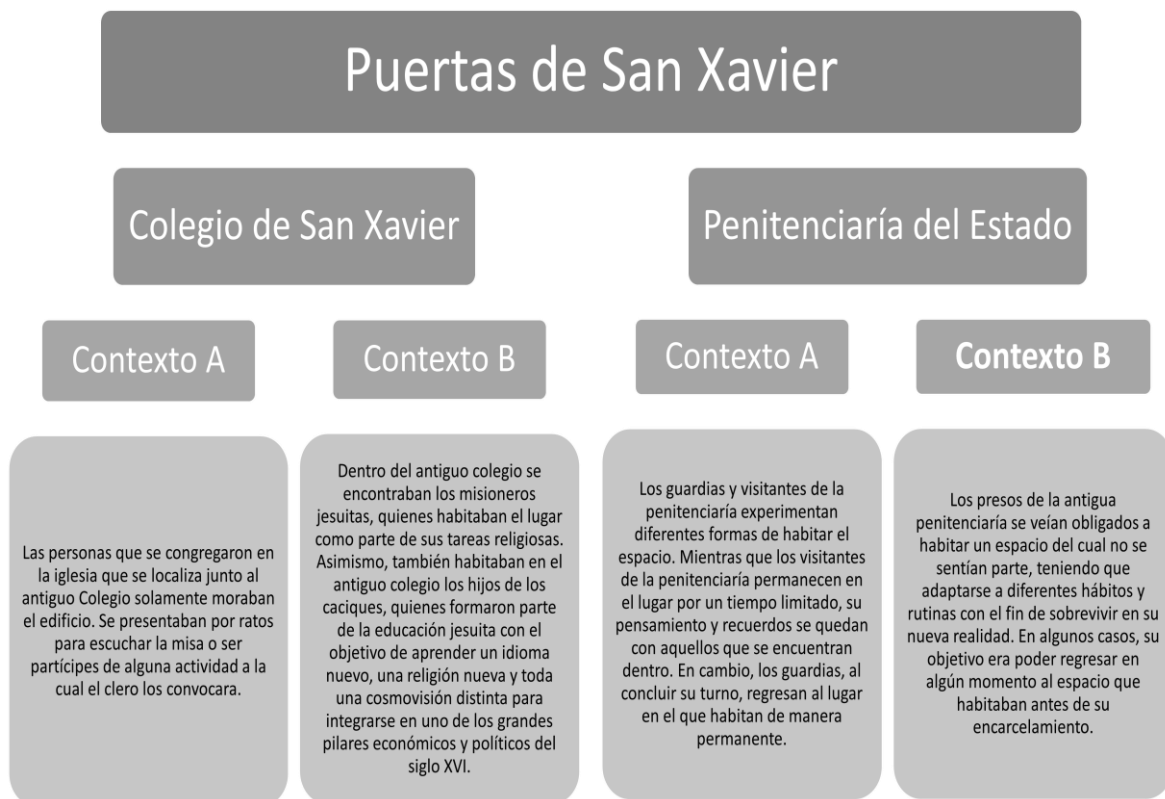 Puertas de San Xavier
Colegio de San Xavier
Penitenciaría del Estado
Contexto A
Contexto B
Contexto A
Contexto B
Las personas que se congregaron en
la iglesia que se localiza junto al
antiguo Colegio solamente moraban
el edificio. Se presentaban por ratos
para escuchar la misa o ser
partícipes de alguna actividad a la
cual el clero los convocara.
Dentro del antiguo colegio se
encontraban los misioneros
jesuitas, quienes habitaban el lugar
como parte de sus tareas religiosas.
Asimismo, también habitaban en el
antiguo colegio los hijos de los
caciques, quienes formaron parte
de la educación jesuita con el
objetivo de aprender un idioma
nuevo, una religión nueva y toda
una cosmovisión distinta para
integrarse en uno de los grandes
pilares económicos y políticos del
siglo XVI.
Los guardias y visitantes de la
penitenciaría experimentan
diferentes formas de habitar el
espacio. Mientras que los visitantes
de la penitenciaría permanecen en
el lugar por un tiempo limitado, su
pensamiento y recuerdos se quedan
con aquellos que se encuentran
dentro. En cambio, los guardias, al
concluir su turno, regresan al lugar
en el que habitan de manera
permanente.
Los presos de la antigua
penitenciaría se veían obligados a
habitar un espacio del cual no se
sentían parte, teniendo que
adaptarse a diferentes hábitos y
rutinas con el fin de sobrevivir en su
nueva realidad. En algunos casos, su
objetivo era poder regresar en
algún momento al espacio que
habitaban antes de su
encarcelamiento.